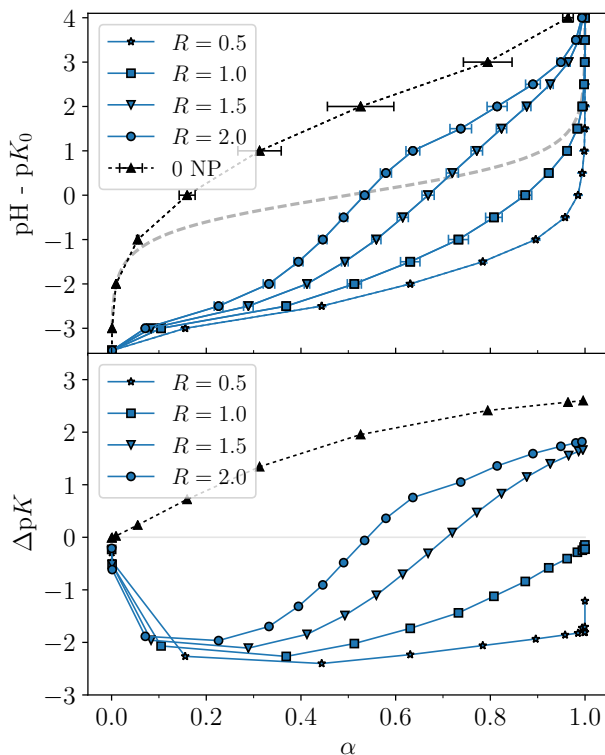 pH - pK₀
4
3
2
1
0
−1
−2
−3
R = 0.5
R = 1.0
R = 1.5
R = 2.0
0 NP
ΔpK
3
2
1
0
−1
−2
−3
R = 0.5
R = 1.0
R = 1.5
R = 2.0
0.0 0.2 0.4 0.6 0.8 1.0
α